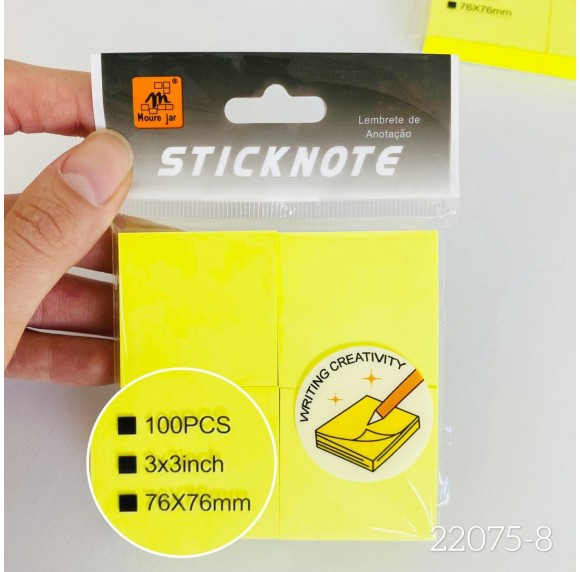 76X76mm
m
Moure jar
®
Lembrete de
Anotação
STICKNOTE
WRITING CREATIVITY
100PCS
3x3inch
76X76mm
22075-8